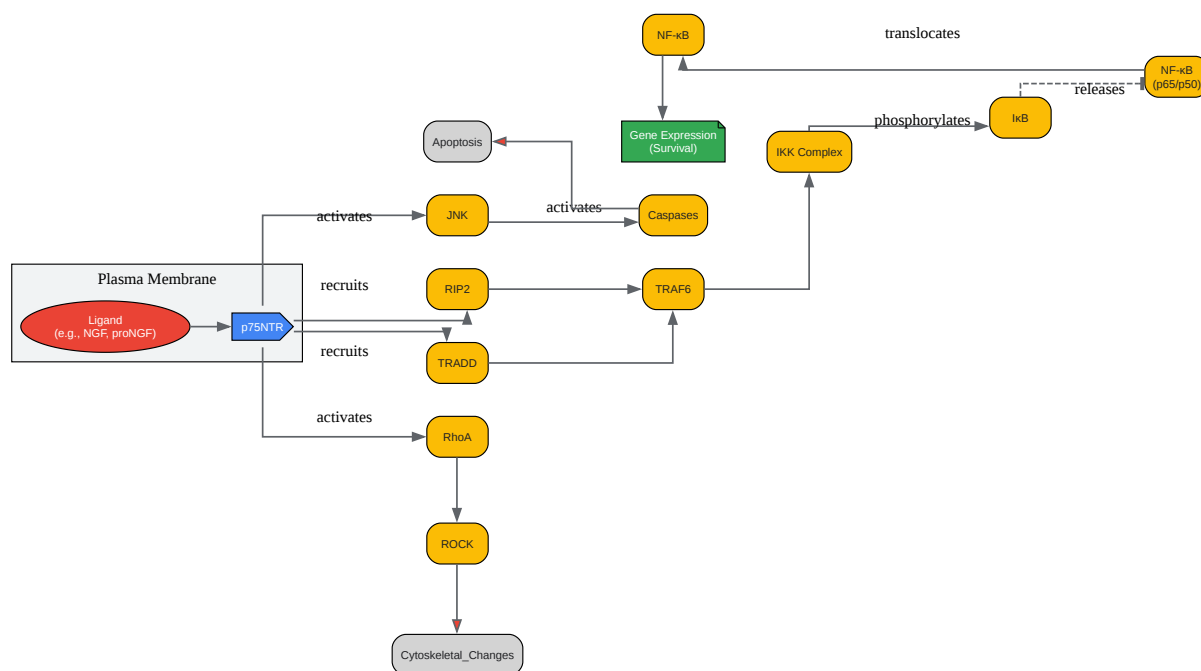 NF-κB
translocates
NF-κB
(p65/p50)
releases
IκB
phosphorylates
IKK Complex
Gene Expression
(Survival)
Apoptosis
activates
JNK
activates
Caspases
Plasma Membrane
recruits
RIP2
TRAF6
Ligand
(e.g., NGF, proNGF)
p75NTR
recruits
TRADD
activates
RhoA
ROCK
Cytoskeletal_Changes